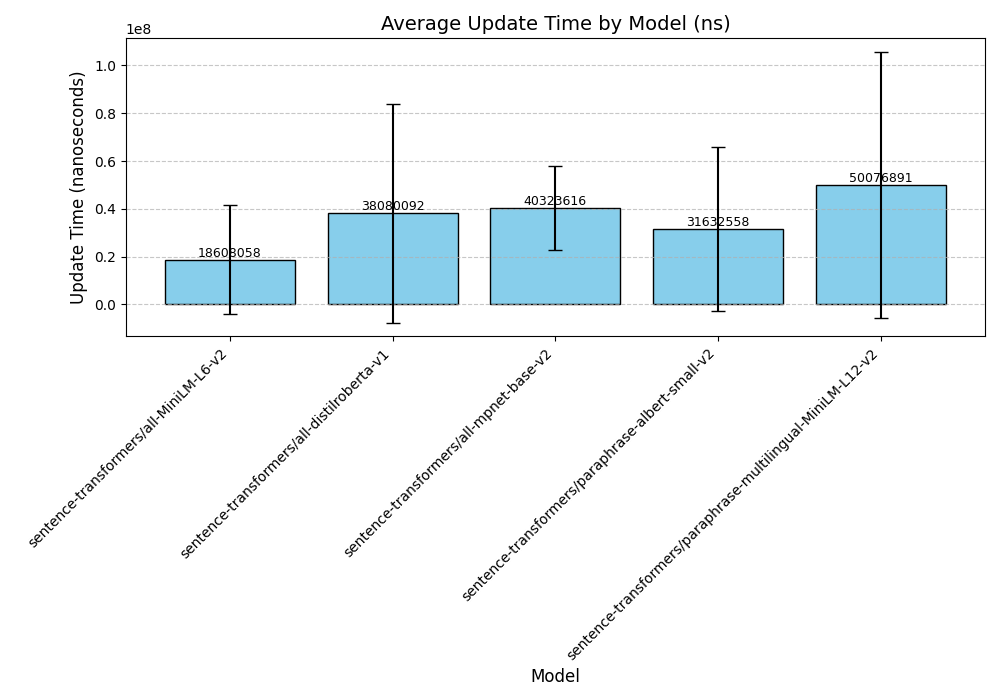 Average Update Time by Model (ns)
1e8
Update Time (nanoseconds)
1.0
0.8
0.6
0.4
0.2
0.0
18608058
38080092
40323616
31632558
50076891
sentence-transformers/all-MiniLM-L6-v2
sentence-transformers/all-distilroberta-v1
sentence-transformers/all-mpnet-base-v2
sentence-transformers/paraphrase-albert-small-v2
sentence-transformers/paraphrase-multilingual-MiniLM-L12-v2
Model